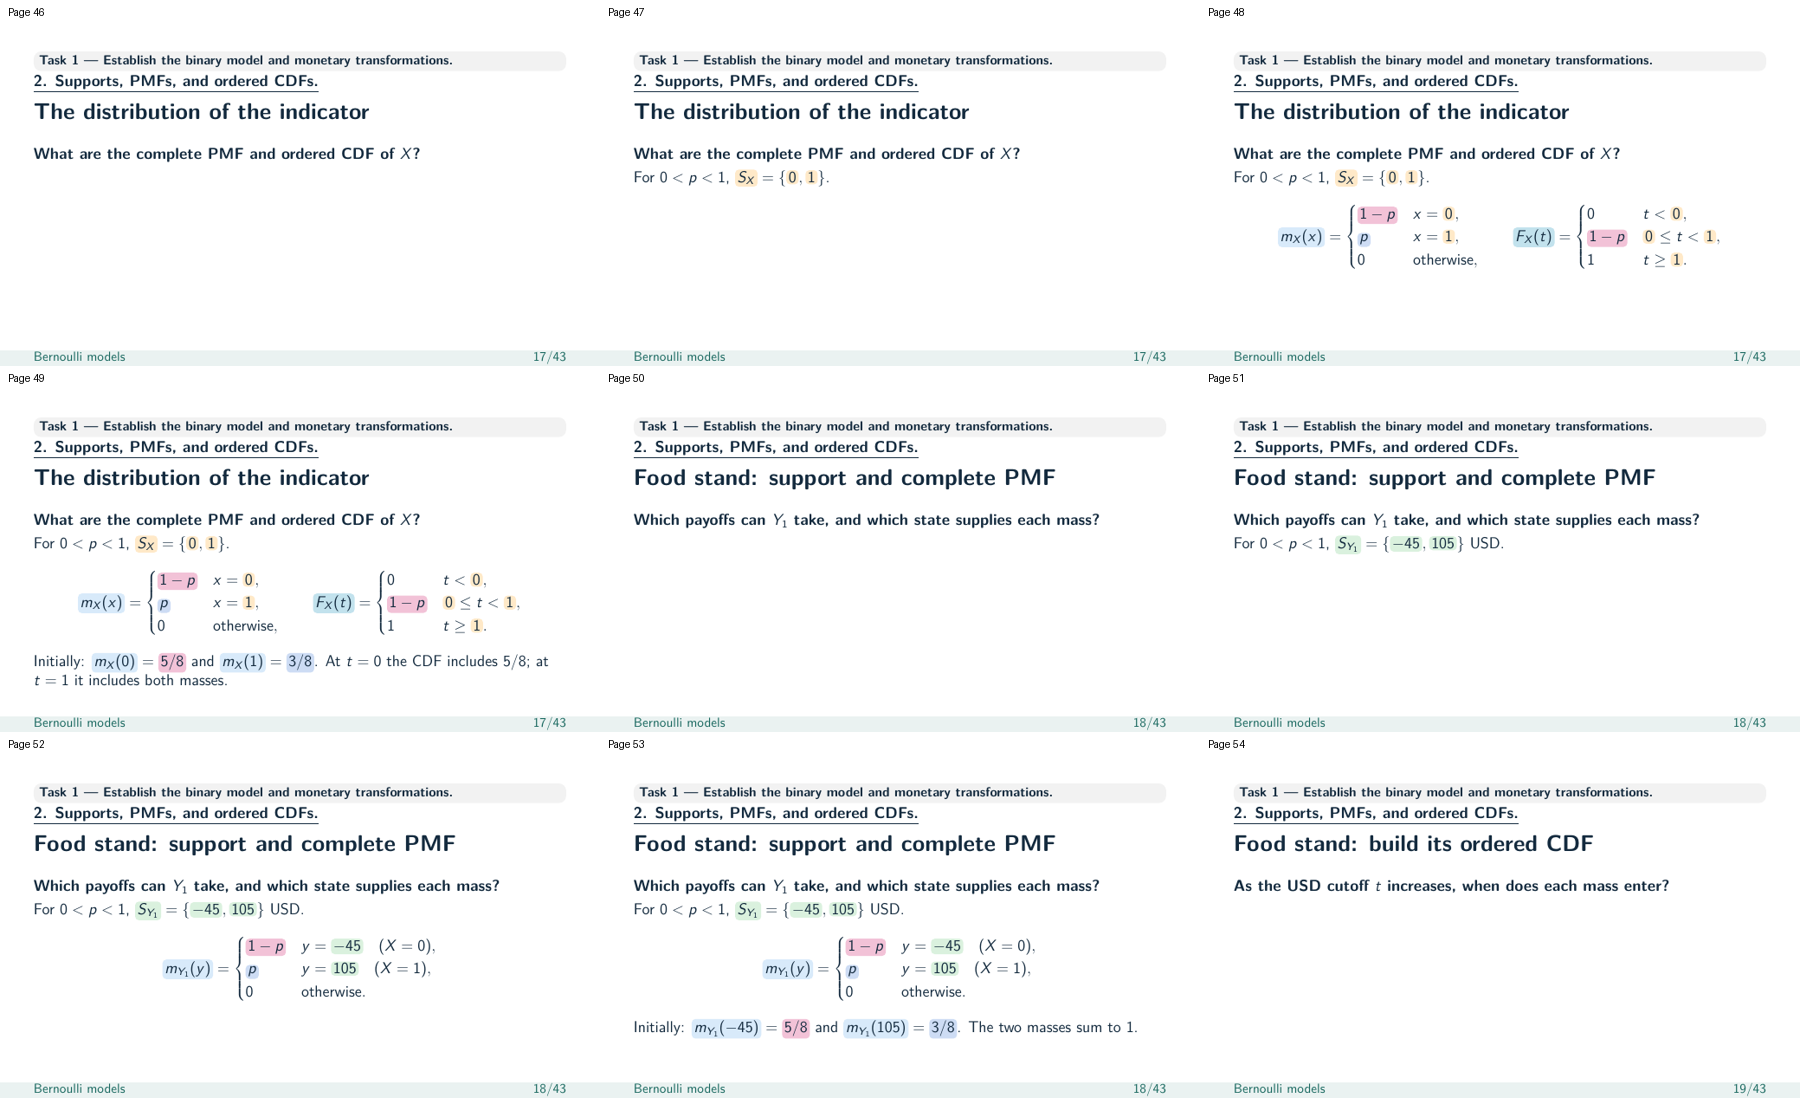 Page 46
Task 1 — Establish the binary model and monetary transformations.
2. Supports, PMFs, and ordered CDFs.
The distribution of the indicator
What are the complete PMF and ordered CDF of X?
Bernoulli models 17/43
Page 47
Task 1 — Establish the binary model and monetary transformations.
2. Supports, PMFs, and ordered CDFs.
The distribution of the indicator
What are the complete PMF and ordered CDF of X?
For 0 < p < 1, S_X = {0, 1}.
Bernoulli models 17/43
Page 48
Task 1 — Establish the binary model and monetary transformations.
2. Supports, PMFs, and ordered CDFs.
The distribution of the indicator
What are the complete PMF and ordered CDF of X?
For 0 < p < 1, S_X = {0, 1}.
m_X(x) = { 1 − p x = 0,
p x = 1,
0 otherwise,
F_X(t) = { 0 t < 0,
1 − p 0 ≤ t < 1,
1 t ≥ 1.
Bernoulli models 17/43
Page 49
Task 1 — Establish the binary model and monetary transformations.
2. Supports, PMFs, and ordered CDFs.
The distribution of the indicator
What are the complete PMF and ordered CDF of X?
For 0 < p < 1, S_X = {0, 1}.
m_X(x) = { 1 − p x = 0,
p x = 1,
0 otherwise,
F_X(t) = { 0 t < 0,
1 − p 0 ≤ t < 1,
1 t ≥ 1.
Initially: m_X(0) = 5/8 and m_X(1) = 3/8. At t = 0 the CDF includes 5/8; at
t = 1 it includes both masses.
Bernoulli models 17/43
Page 50
Task 1 — Establish the binary model and monetary transformations.
2. Supports, PMFs, and ordered CDFs.
Food stand: support and complete PMF
Which payoffs can Y₁ take, and which state supplies each mass?
Bernoulli models 18/43
Page 51
Task 1 — Establish the binary model and monetary transformations.
2. Supports, PMFs, and ordered CDFs.
Food stand: support and complete PMF
Which payoffs can Y₁ take, and which state supplies each mass?
For 0 < p < 1, S_Y₁ = {−45, 105} USD.
Bernoulli models 18/43
Page 52
Task 1 — Establish the binary model and monetary transformations.
2. Supports, PMFs, and ordered CDFs.
Food stand: support and complete PMF
Which payoffs can Y₁ take, and which state supplies each mass?
For 0 < p < 1, S_Y₁ = {−45, 105} USD.
m_Y₁(y) = { 1 − p y = −45 (X = 0),
p y = 105 (X = 1),
0 otherwise.
Bernoulli models 18/43
Page 53
Task 1 — Establish the binary model and monetary transformations.
2. Supports, PMFs, and ordered CDFs.
Food stand: support and complete PMF
Which payoffs can Y₁ take, and which state supplies each mass?
For 0 < p < 1, S_Y₁ = {−45, 105} USD.
m_Y₁(y) = { 1 − p y = −45 (X = 0),
p y = 105 (X = 1),
0 otherwise.
Initially: m_Y₁(−45) = 5/8 and m_Y₁(105) = 3/8. The two masses sum to 1.
Bernoulli models 18/43
Page 54
Task 1 — Establish the binary model and monetary transformations.
2. Supports, PMFs, and ordered CDFs.
Food stand: build its ordered CDF
As the USD cutoff t increases, when does each mass enter?
Bernoulli models 19/43